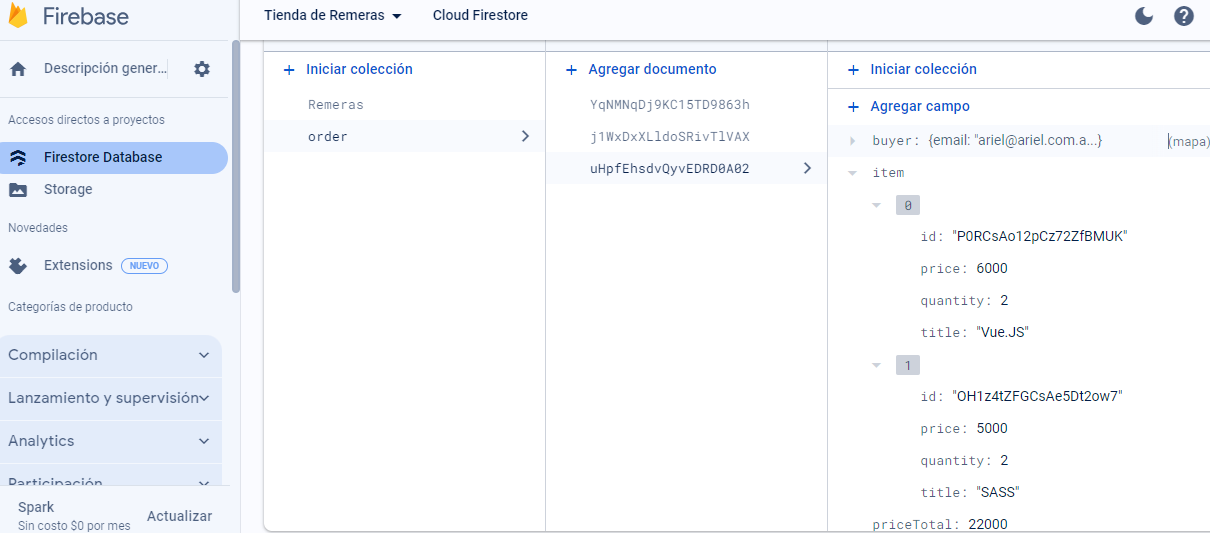 Firebase
Tienda de Remeras
Cloud Firestore
Descripción gener...
Accesos directos a proyectos
Firestore Database
Storage
Novedades
Extensions NUEVO
Categorías de producto
Compilación
Lanzamiento y supervisión
Analytics
Participación
Spark
Sin costo $0 por mes
Actualizar
+ Iniciar colección
Remeras
order
+ Agregar documento
YqNMNqDj9KC15TD9863h
j1WxDxXLldoSRivTlVAX
uHpfEhsdvQyvEDRD0A02
+ Iniciar colección
+ Agregar campo
buyer: {email: "ariel@ariel.com.a...} (mapa)
item
0
id: "P0RCsAo12pCz72ZfBMUK"
price: 6000
quantity: 2
title: "Vue.JS"
1
id: "OH1z4tZFGCsAe5Dt2ow7"
price: 5000
quantity: 2
title: "SASS"
priceTotal: 22000